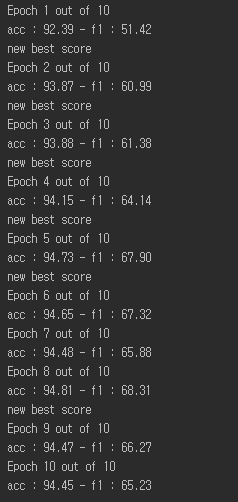 Epoch 1 out of 10
acc : 92.39 - f1 : 51.42
new best score
Epoch 2 out of 10
acc : 93.87 - f1 : 60.99
new best score
Epoch 3 out of 10
acc : 93.88 - f1 : 61.38
new best score
Epoch 4 out of 10
acc : 94.15 - f1 : 64.14
new best score
Epoch 5 out of 10
acc : 94.73 - f1 : 67.90
new best score
Epoch 6 out of 10
acc : 94.65 - f1 : 67.32
Epoch 7 out of 10
acc : 94.48 - f1 : 65.88
Epoch 8 out of 10
acc : 94.81 - f1 : 68.31
new best score
Epoch 9 out of 10
acc : 94.47 - f1 : 66.27
Epoch 10 out of 10
acc : 94.45 - f1 : 65.23